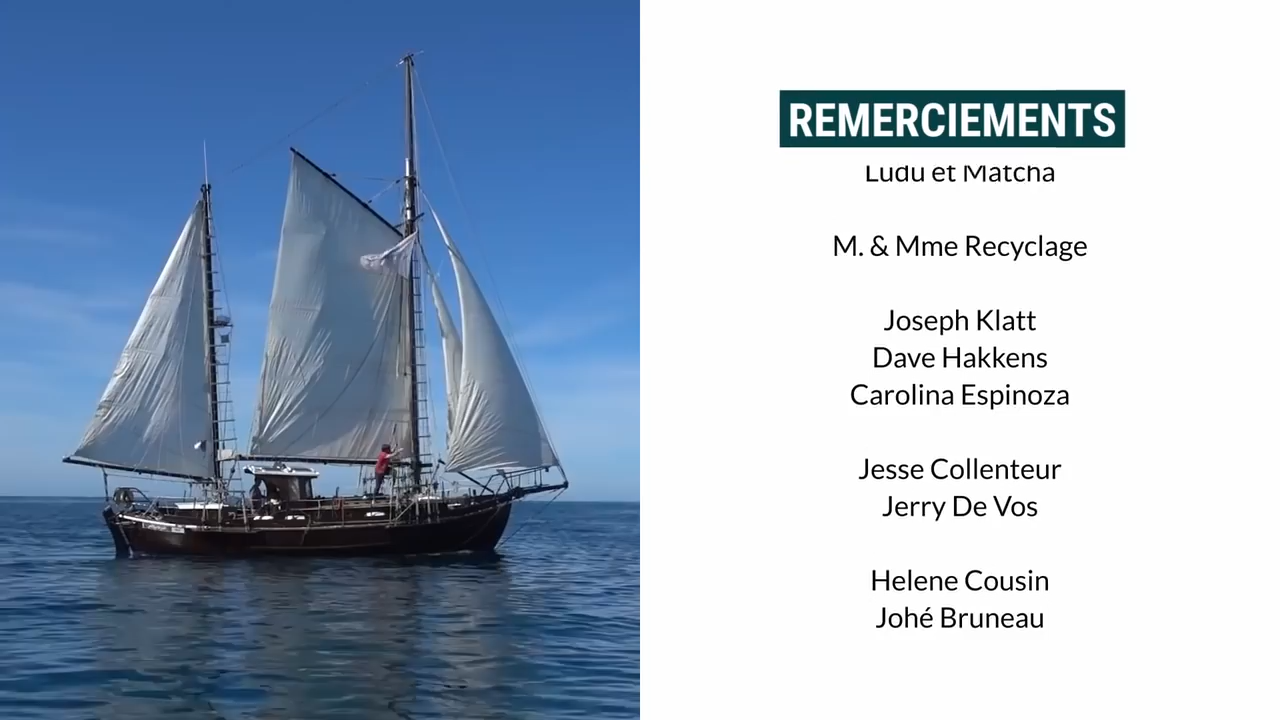 REMERCIEMENTS
Ludu et Matcha
M. & Mme Recyclage
Joseph Klatt
Dave Hakkens
Carolina Espinoza
Jesse Collenteur
Jerry De Vos
Helene Cousin
Johé Bruneau